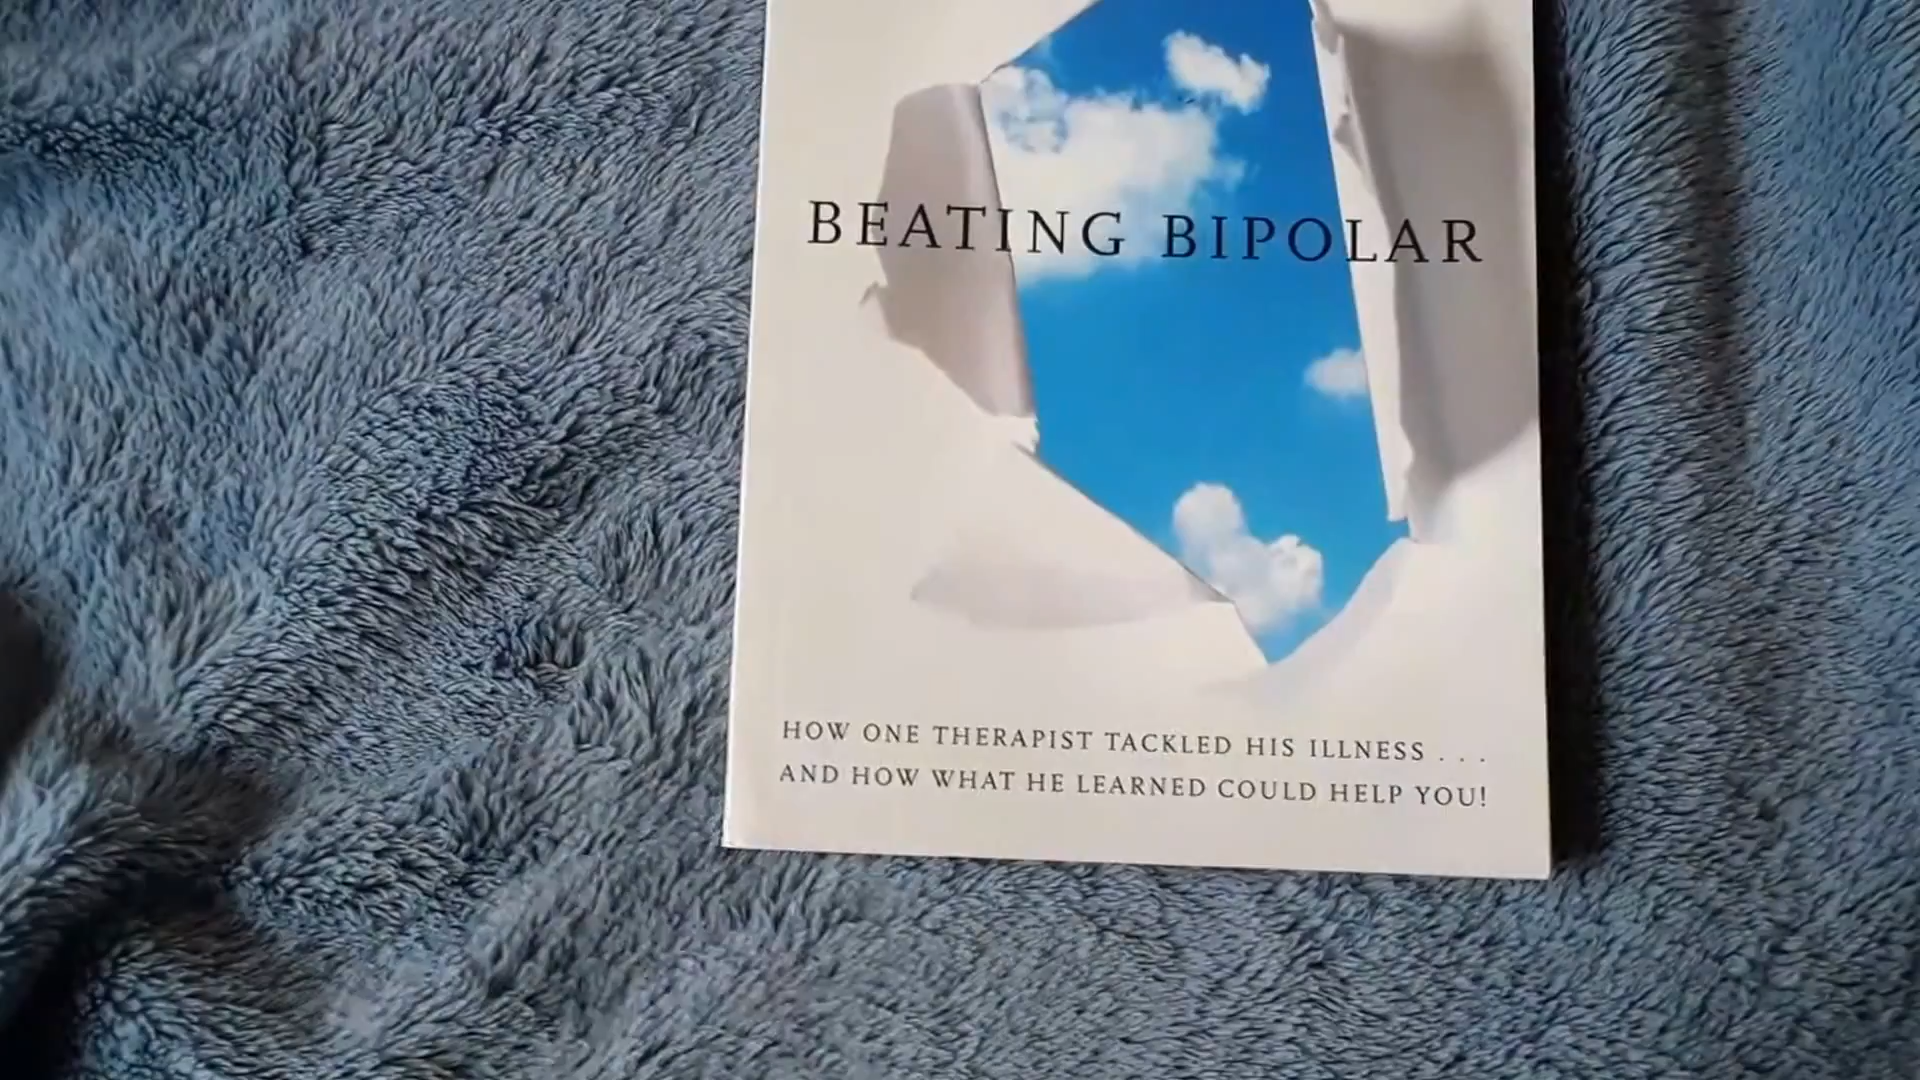 BEATING BIPOLAR
HOW ONE THERAPIST TACKLED HIS ILLNESS . . .
AND HOW WHAT HE LEARNED COULD HELP YOU!